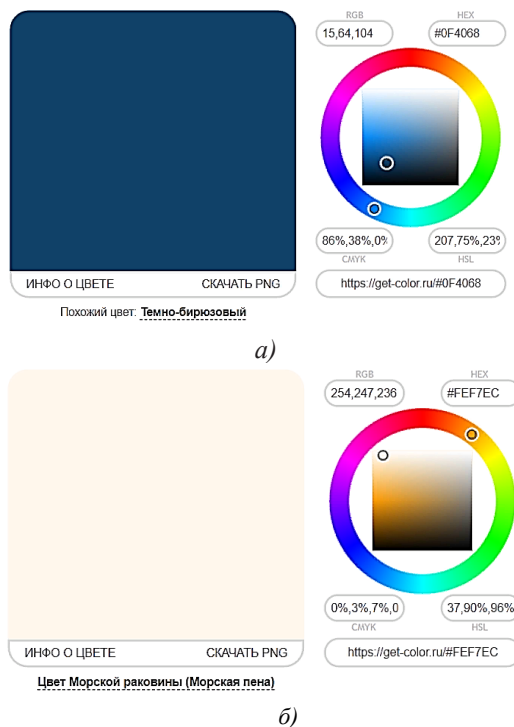 RGB
HEX
15,64,104
#0F4068
86%,38%,0%
207,75%,23%
CMYK
HSL
ИНФО О ЦВЕТЕ
СКАЧАТЬ PNG
https://get-color.ru/#0F4068
Похожий цвет: Темно-бирюзовый
а)
RGB
HEX
254,247,236
#FEF7EC
0%,3%,7%,0
37,90%,96%
CMYK
HSL
ИНФО О ЦВЕТЕ
СКАЧАТЬ PNG
https://get-color.ru/#FEF7EC
Цвет Морской раковины (Морская пена)
б)